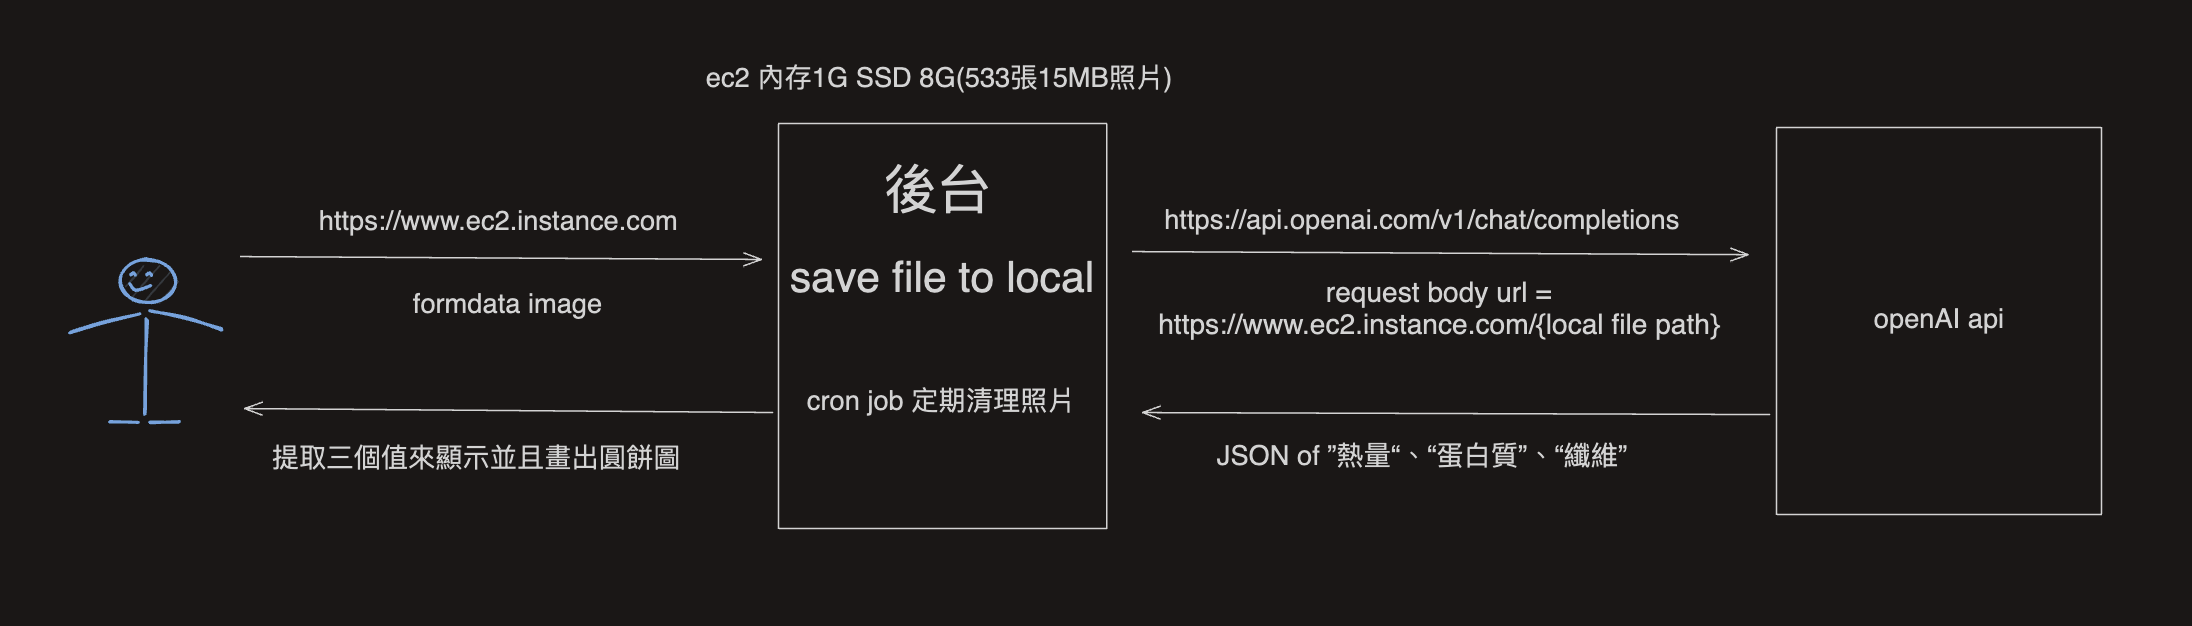 ec2 內存1G SSD 8G(533張15MB照片)
後台
save file to local
cron job 定期清理照片
https://www.ec2.instance.com
formdata image
提取三個值來顯示並且畫出圓餅圖
https://api.openai.com/v1/chat/completions
request body url =
https://www.ec2.instance.com/{local file path}
JSON of ”熱量“、“蛋白質”、“纖維”
openAI api